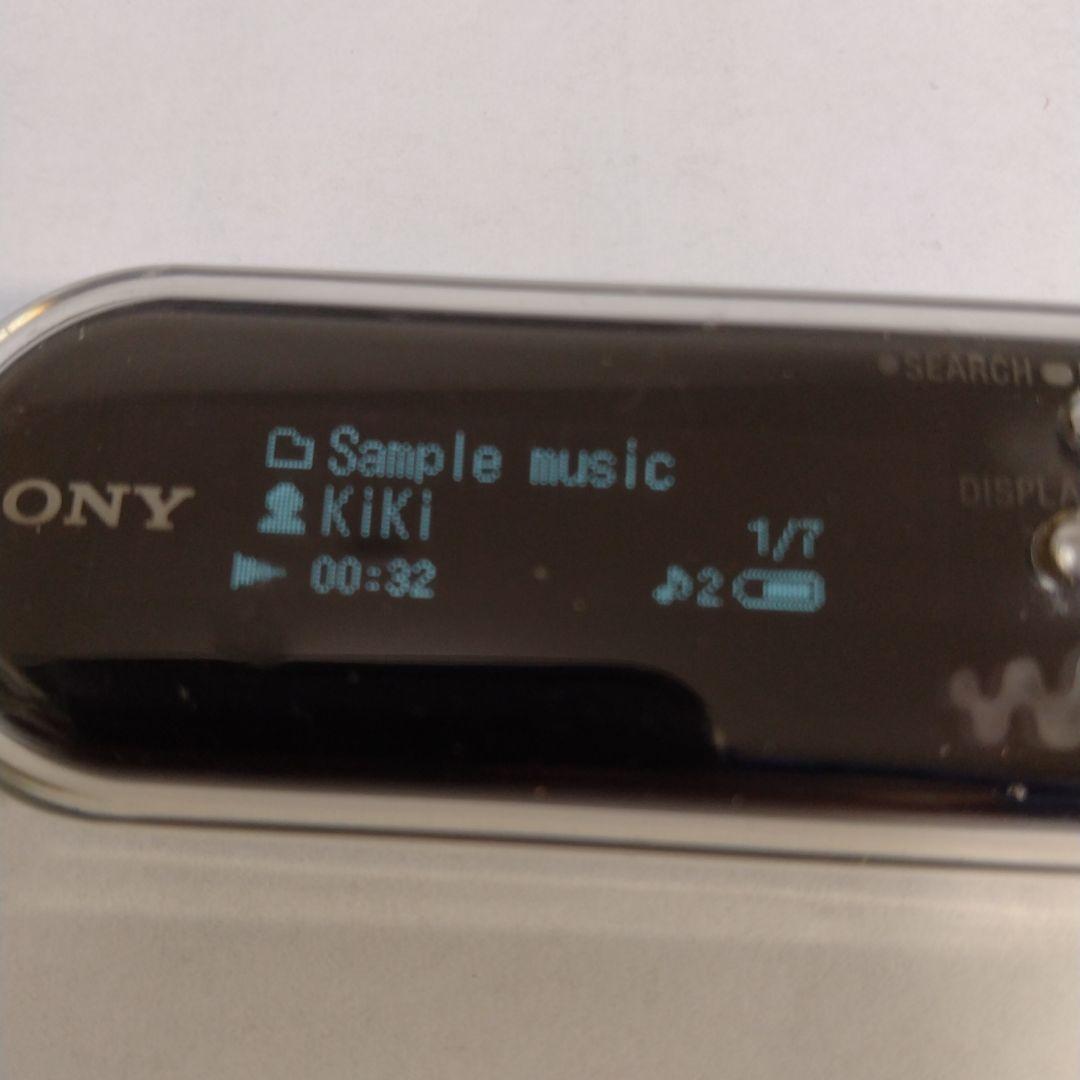 SEARCH
Sample music
DISPLA
ONY
KiKi
1/7
00:32
♪2
W